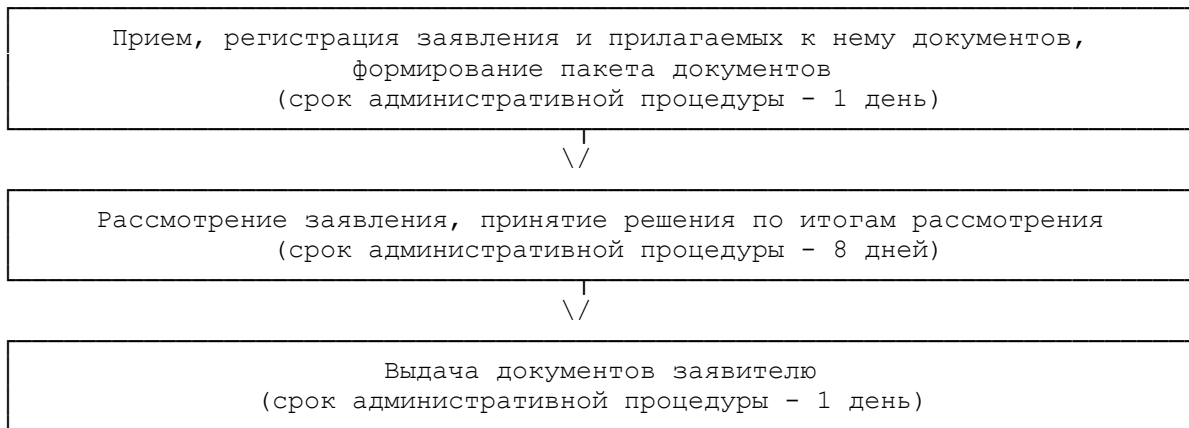 Прием, регистрация заявления и прилагаемых к нему документов,
формирование пакета документов
(срок административной процедуры - 1 день)
\/
Рассмотрение заявления, принятие решения по итогам рассмотрения
(срок административной процедуры - 8 дней)
\/
Выдача документов заявителю
(срок административной процедуры - 1 день)